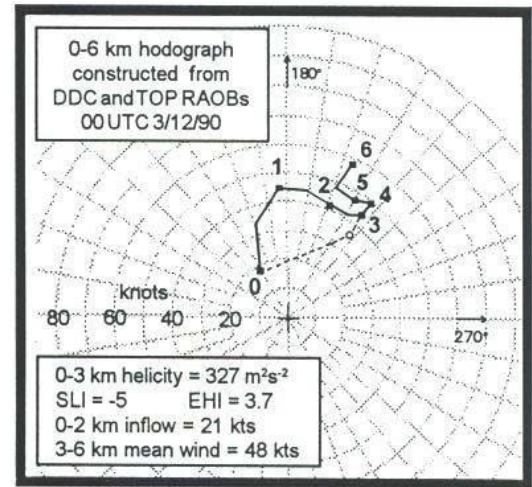 0-6 km hodograph
constructed from
DDC and TOP RAOBs
00 UTC 3/12/90
180°
6
1
5
4
2
3
0
knots
80 60 40 20
270°
0-3 km helicity = 327 m²s⁻²
SLI = -5 EHI = 3.7
0-2 km inflow = 21 kts
3-6 km mean wind = 48 kts